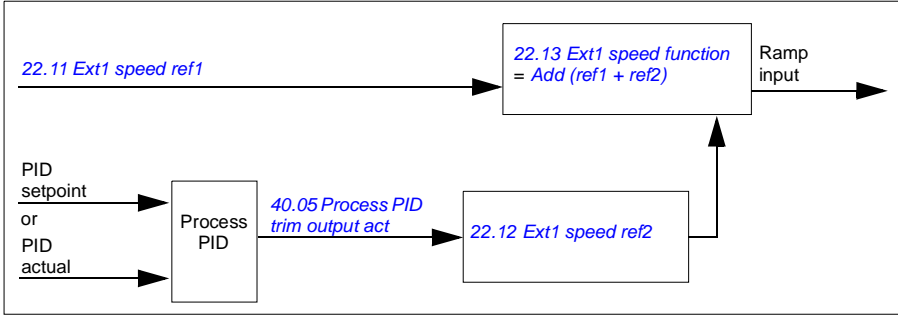 22.11 Ext1 speed ref1
22.13 Ext1 speed function
= Add (ref1 + ref2)
Ramp
input
PID
setpoint
or
PID
actual
Process
PID
40.05 Process PID
trim output act
22.12 Ext1 speed ref2